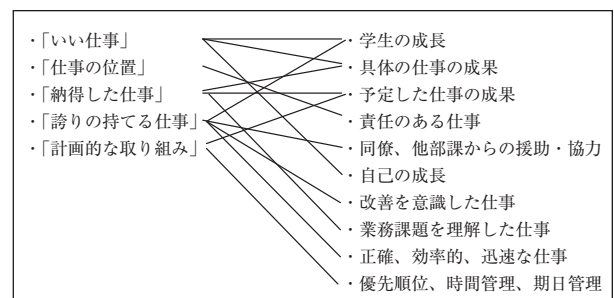 ・「いい仕事」
・「仕事の位置」
・「納得した仕事」
・「誇りの持てる仕事」
・「計画的な取り組み」
・学生の成長
・具体の仕事の成果
・予定した仕事の成果
・責任のある仕事
・同僚、他部課からの援助・協力
・自己の成長
・改善を意識した仕事
・業務課題を理解した仕事
・正確、効率的、迅速な仕事
・優先順位、時間管理、期日管理